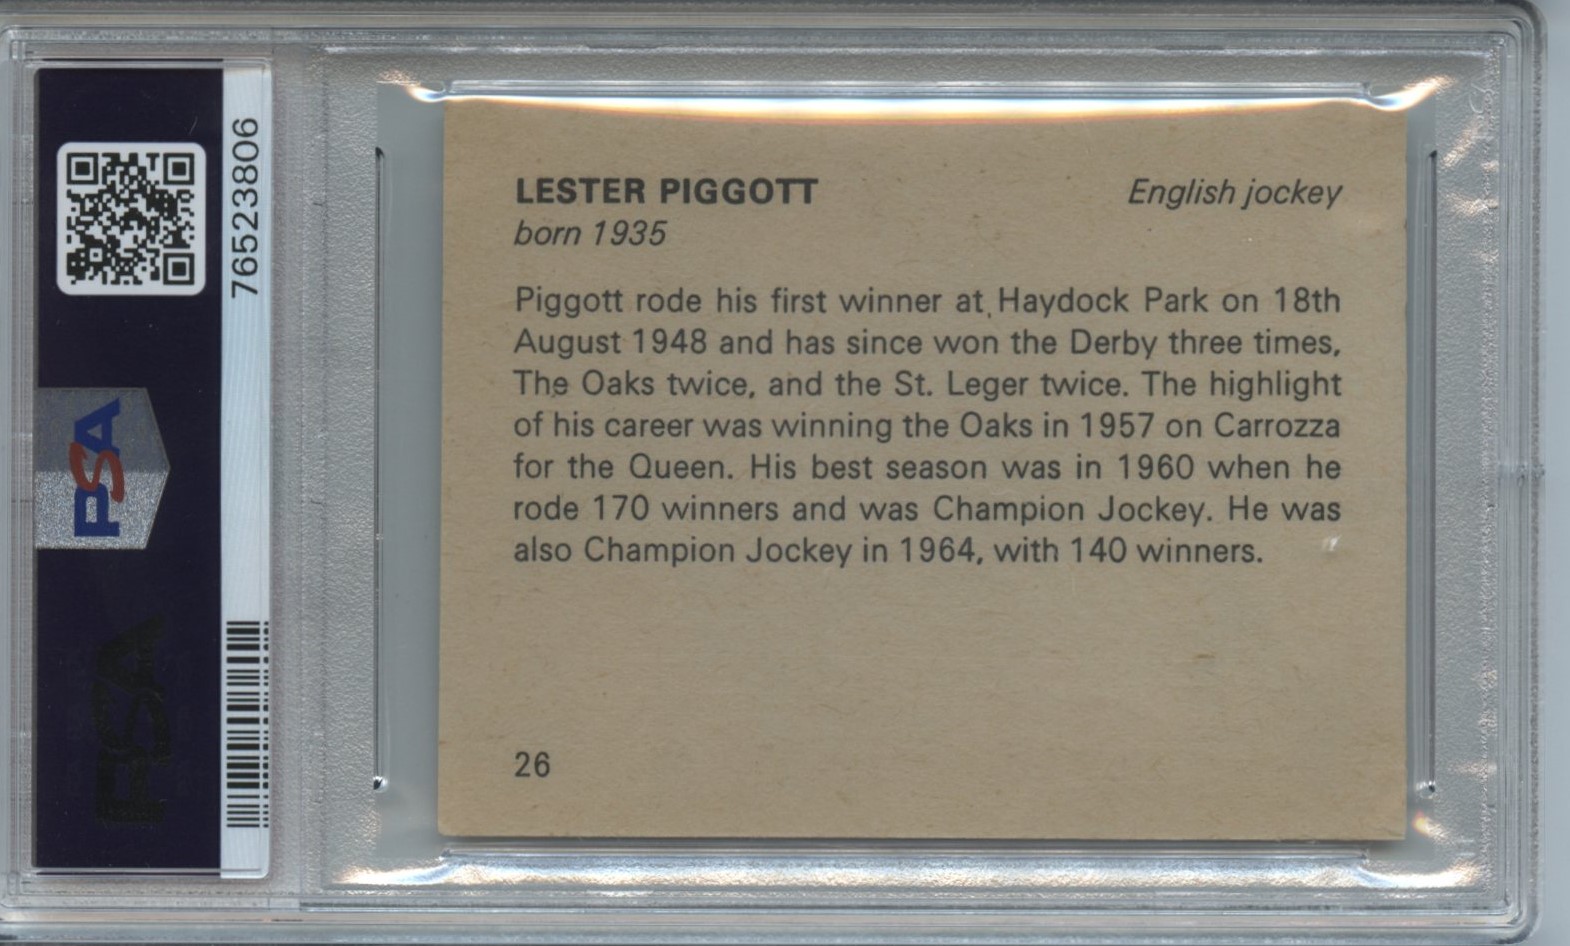 76523806
PSA
PSA
LESTER PIGGOTT English jockey
born 1935
Piggott rode his first winner at Haydock Park on 18th
August 1948 and has since won the Derby three times,
The Oaks twice, and the St. Leger twice. The highlight
of his career was winning the Oaks in 1957 on Carrozza
for the Queen. His best season was in 1960 when he
rode 170 winners and was Champion Jockey. He was
also Champion Jockey in 1964, with 140 winners.
26